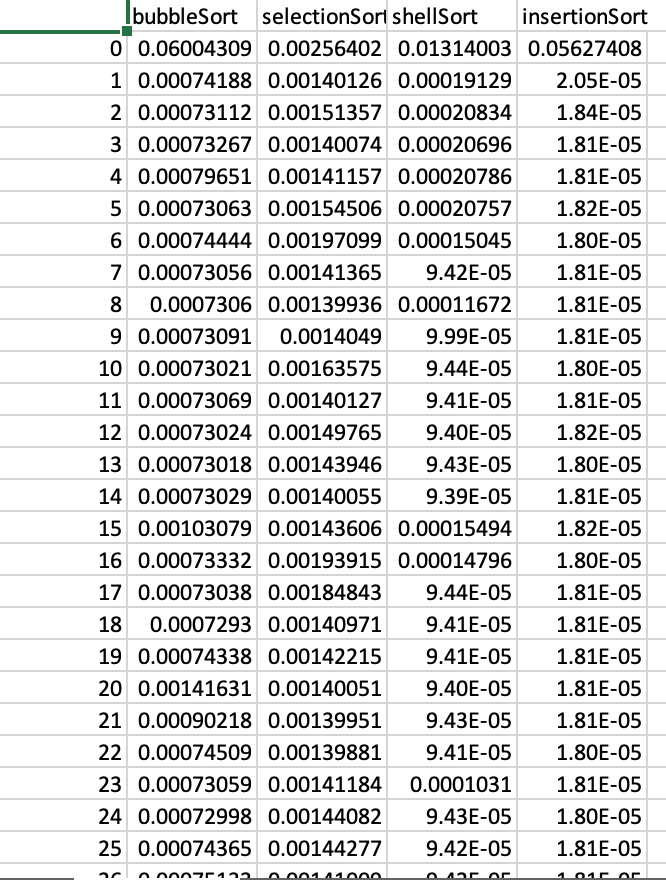 bubbleSort selectionSort shellSort insertionSort
0 0.06004309 0.00256402 0.01314003 0.05627408
1 0.00074188 0.00140126 0.00019129 2.05E-05
2 0.00073112 0.00151357 0.00020834 1.84E-05
3 0.00073267 0.00140074 0.00020696 1.81E-05
4 0.00079651 0.00141157 0.00020786 1.81E-05
5 0.00073063 0.00154506 0.00020757 1.82E-05
6 0.00074444 0.00197099 0.00015045 1.80E-05
7 0.00073056 0.00141365 9.42E-05 1.81E-05
8 0.0007306 0.00139936 0.00011672 1.81E-05
9 0.00073091 0.0014049 9.99E-05 1.81E-05
10 0.00073021 0.00163575 9.44E-05 1.80E-05
11 0.00073069 0.00140127 9.41E-05 1.81E-05
12 0.00073024 0.00149765 9.40E-05 1.82E-05
13 0.00073018 0.00143946 9.43E-05 1.80E-05
14 0.00073029 0.00140055 9.39E-05 1.81E-05
15 0.00103079 0.00143606 0.00015494 1.82E-05
16 0.00073332 0.00193915 0.00014796 1.80E-05
17 0.00073038 0.00184843 9.44E-05 1.81E-05
18 0.0007293 0.00140971 9.41E-05 1.81E-05
19 0.00074338 0.00142215 9.41E-05 1.81E-05
20 0.00141631 0.00140051 9.40E-05 1.81E-05
21 0.00090218 0.00139951 9.43E-05 1.81E-05
22 0.00074509 0.00139881 9.41E-05 1.80E-05
23 0.00073059 0.00141184 0.0001031 1.81E-05
24 0.00072998 0.00144082 9.43E-05 1.80E-05
25 0.00074365 0.00144277 9.42E-05 1.81E-05